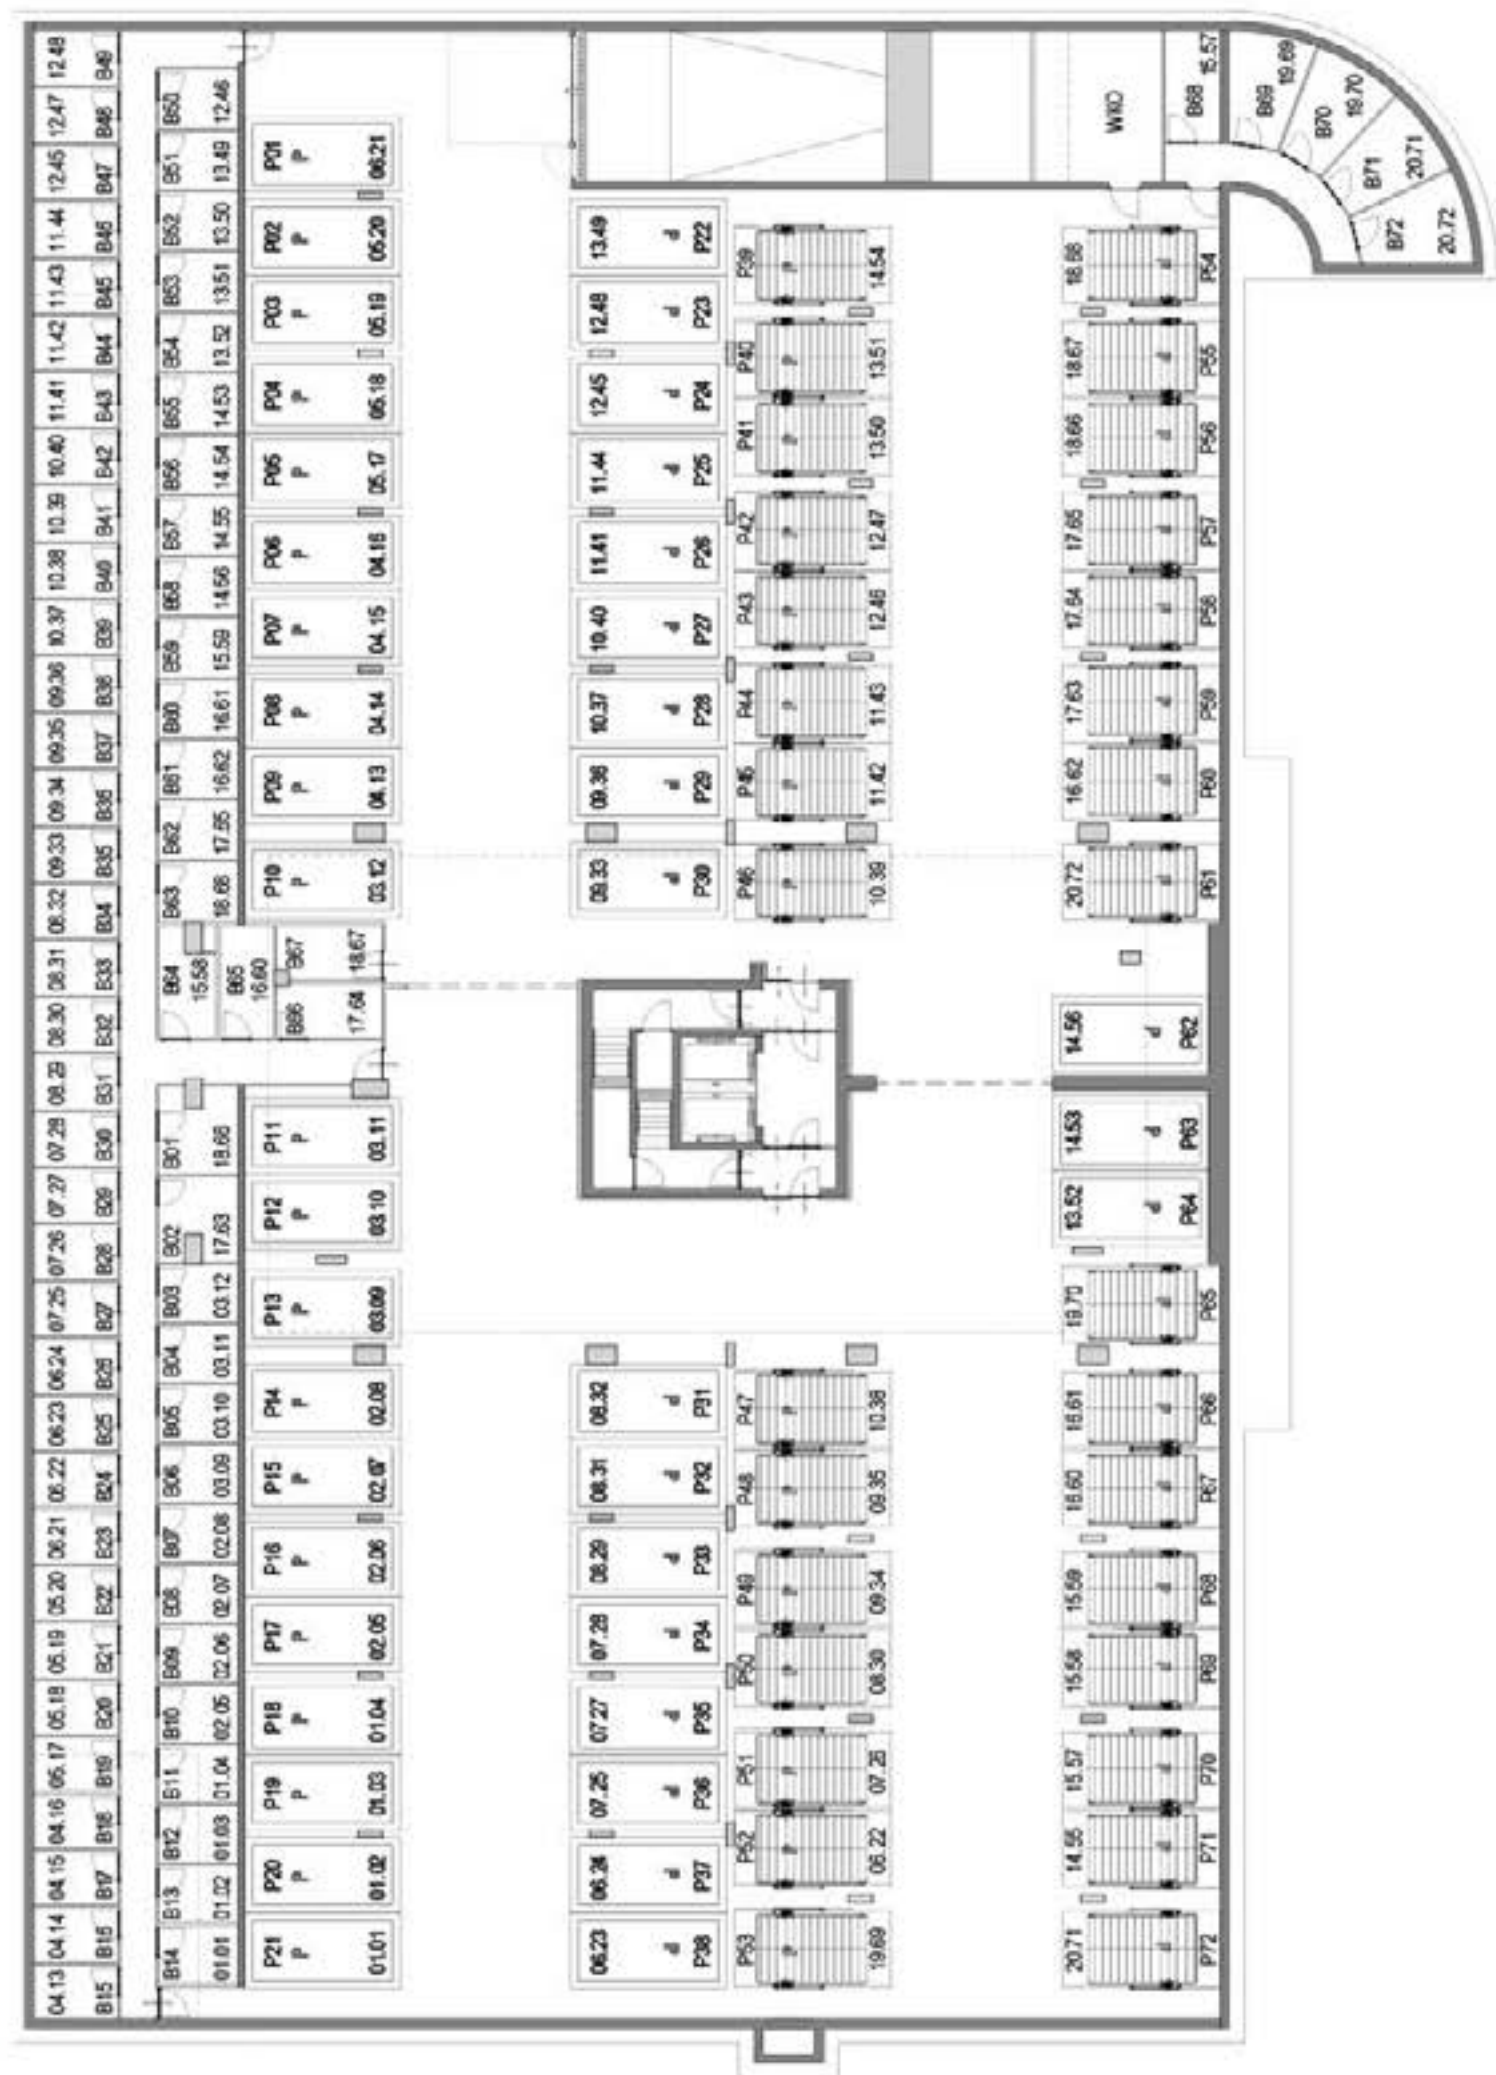 04.13 04.14 04.15 04.16 05.17 05.18 05.19 05.20 06.21 06.22 06.23 06.24 07.25 07.26 07.27 07.28 08.29 08.30 08.31 08.32 09.33 09.34 09.35 09.36 10.37 10.38 10.39 10.40 11.41 11.42 11.43 11.44 12.45 12.47 12.48
B15 B16 B17 B18 B19 B20 B21 B22 B23 B24 B25 B26 B27 B28 B29 B30 B31 B32 B33 B34 B35 B36 B37 B38 B39 B40 B41 B42 B43 B44 B45 B46 B47 B48 B49
B14 B13 B12 B11 B10 B09 B08 B07 B06 B05 B04 B03 B02 B01 B64 B63 B62 B61 B60 B59 B58 B57 B56 B55 B54 B53 B52 B51 B50
01.01 01.02 01.03 01.04 02.05 02.06 02.07 02.08 03.09 03.10 03.11 03.12 17.63 18.66 15.58 18.68 17.65 16.62 16.61 15.59 14.56 14.55 14.54 14.53 13.52 13.51 13.50 13.49 12.46
B65
16.60
B66 B67
17.64 18.67
P21 P20 P19 P18 P17 P16 P15 P14 P13 P12 P11 P10 P09 P08 P07 P06 P05 P04 P03 P02 P01
P P P P P P P P P P P P P P P P P P P P P
01.01 01.02 01.03 01.04 02.05 02.06 02.07 02.08 03.09 03.10 03.11 03.12 04.13 04.14 04.15 04.16 05.17 05.18 05.19 05.20 06.21
06.23 06.24 07.25 07.27 07.28 08.29 08.31 08.32 09.33 09.36 10.37 10.40 11.41 11.44 12.45 12.48 13.49
P P P P P P P P P P P P P P P P P
P38 P37 P36 P35 P34 P33 P32 P31 P30 P29 P28 P27 P26 P25 P24 P23 P22
P53 P52 P51 P50 P49 P48 P47 P46 P45 P44 P43 P42 P41 P40 P39
P P P P P P P P P P P P P P P
19.69 06.22 07.26 08.30 09.34 09.35 10.38 10.39 11.42 11.43 12.46 12.47 13.50 13.51 14.54
20.71 14.55 15.57 15.58 15.59 16.60 16.61 19.70 13.52 14.53 14.56 20.72 16.62 17.63 17.64 17.65 18.66 18.67 18.68
P P P P P P P P P P P P P P P P P P P
P72 P71 P70 P69 P68 P67 P66 P65 P64 P63 P62 P61 P60 P59 P58 P57 P56 P55 P54
WKO
B68
15.57
B69
19.69
B70
19.70
B71
20.71
B72
20.72